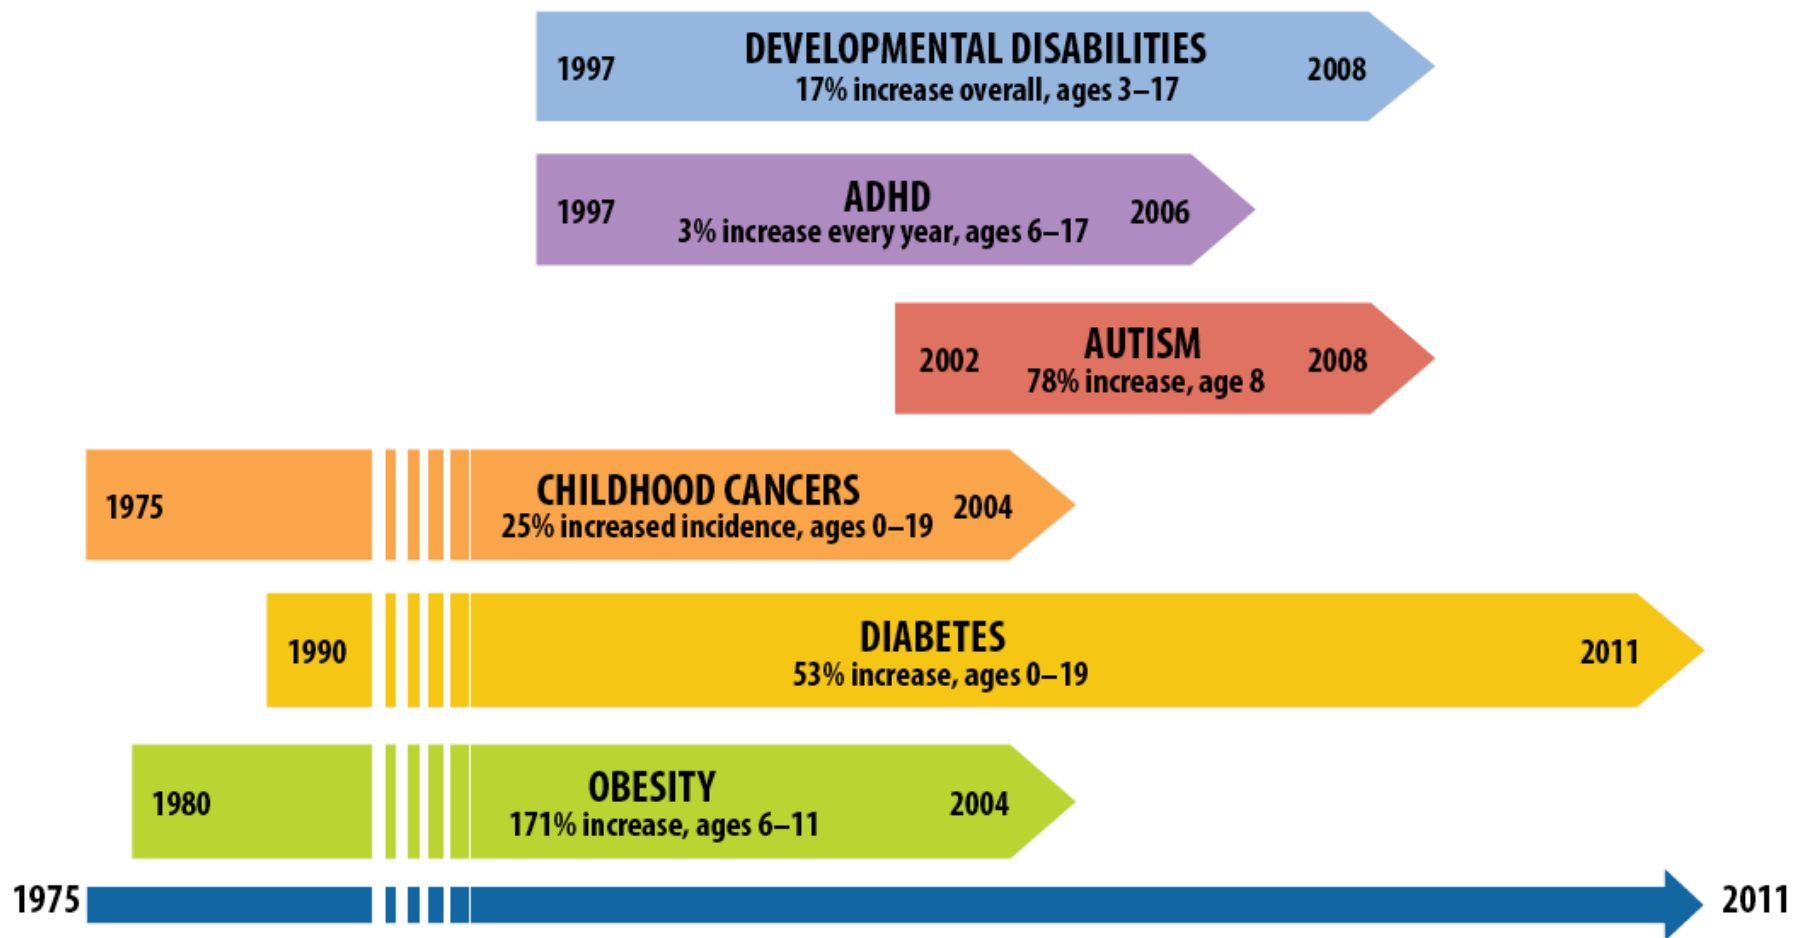 DEVELOPMENTAL DISABILITIES
1997
17% increase overall, ages 3–17
2008
ADHD
1997
3% increase every year, ages 6–17
2006
AUTISM
2002
78% increase, age 8
2008
CHILDHOOD CANCERS
1975
25% increased incidence, ages 0–19
2004
DIABETES
1990
53% increase, ages 0–19
2011
OBESITY
1980
171% increase, ages 6–11
2004
1975
2011